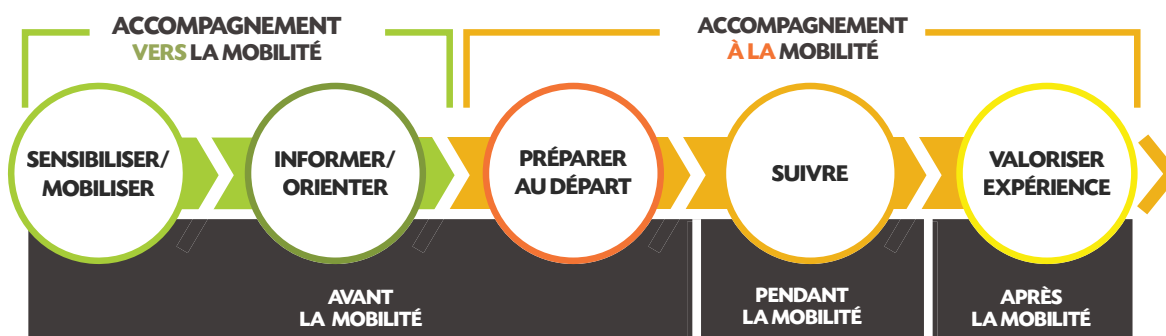 ACCOMPAGNEMENT
VERS LA MOBILITÉ
ACCOMPAGNEMENT
À LA MOBILITÉ
SENSIBILISER/
MOBILISER
INFORMER/
ORIENTER
PRÉPARER
AU DÉPART
SUIVRE
VALORISER
EXPÉRIENCE
AVANT
LA MOBILITÉ
PENDANT
LA MOBILITÉ
APRÈS
LA MOBILITÉ